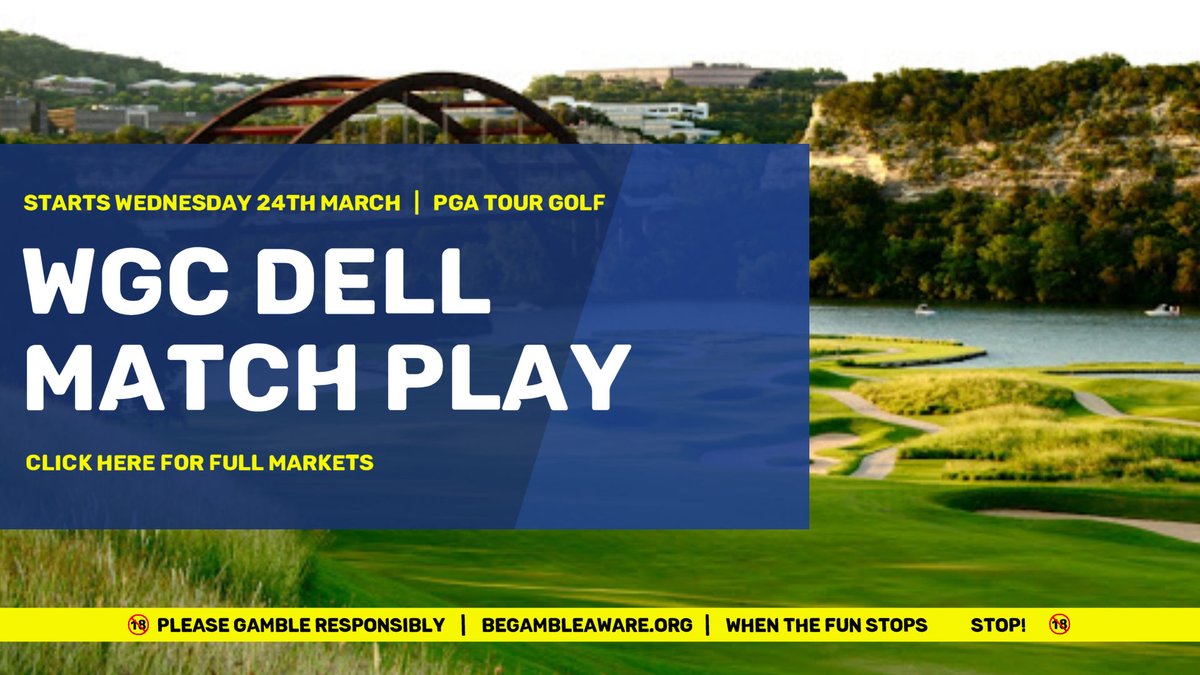 STARTS WEDNESDAY 24TH MARCH | PGA TOUR GOLF
WGC DELL
MATCH PLAY
CLICK HERE FOR FULL MARKETS
18 PLEASE GAMBLE RESPONSIBLY | BEGAMBLEAWARE.ORG | WHEN THE FUN STOPS STOP! 18